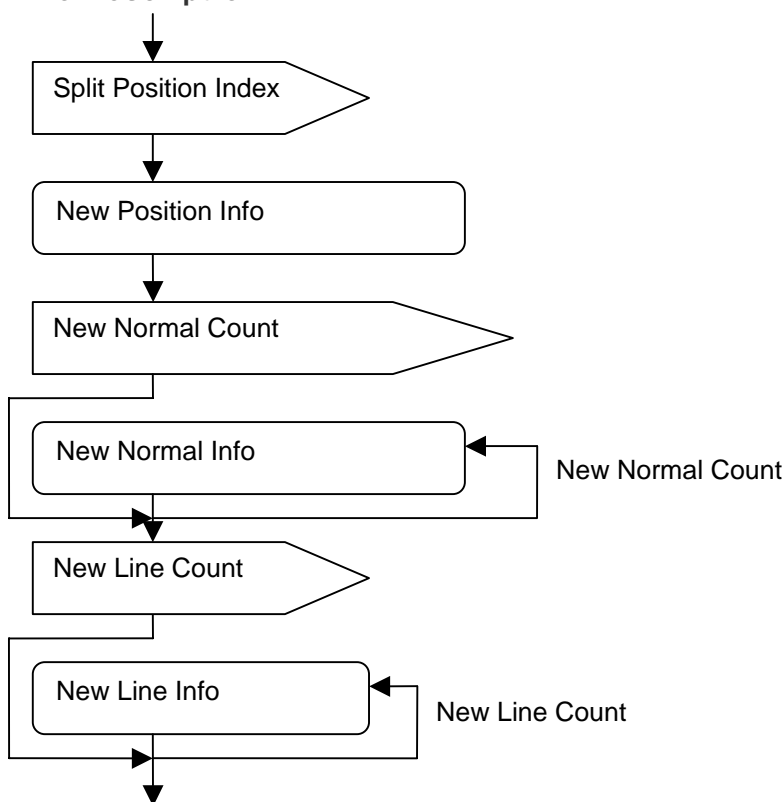 Split Position Index
New Position Info
New Normal Count
New Normal Info
New Normal Count
New Line Count
New Line Info
New Line Count